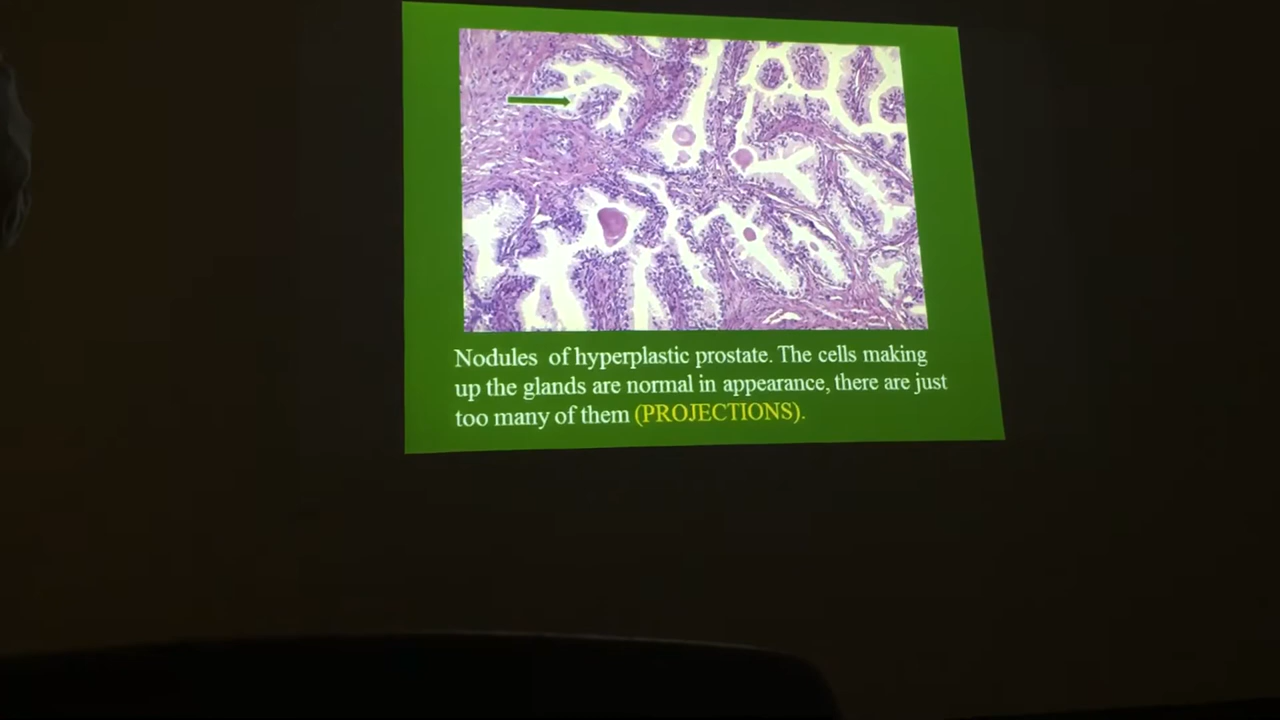 Nodules of hyperplastic prostate. The cells making
up the glands are normal in appearance, there are just
too many of them (PROJECTIONS).